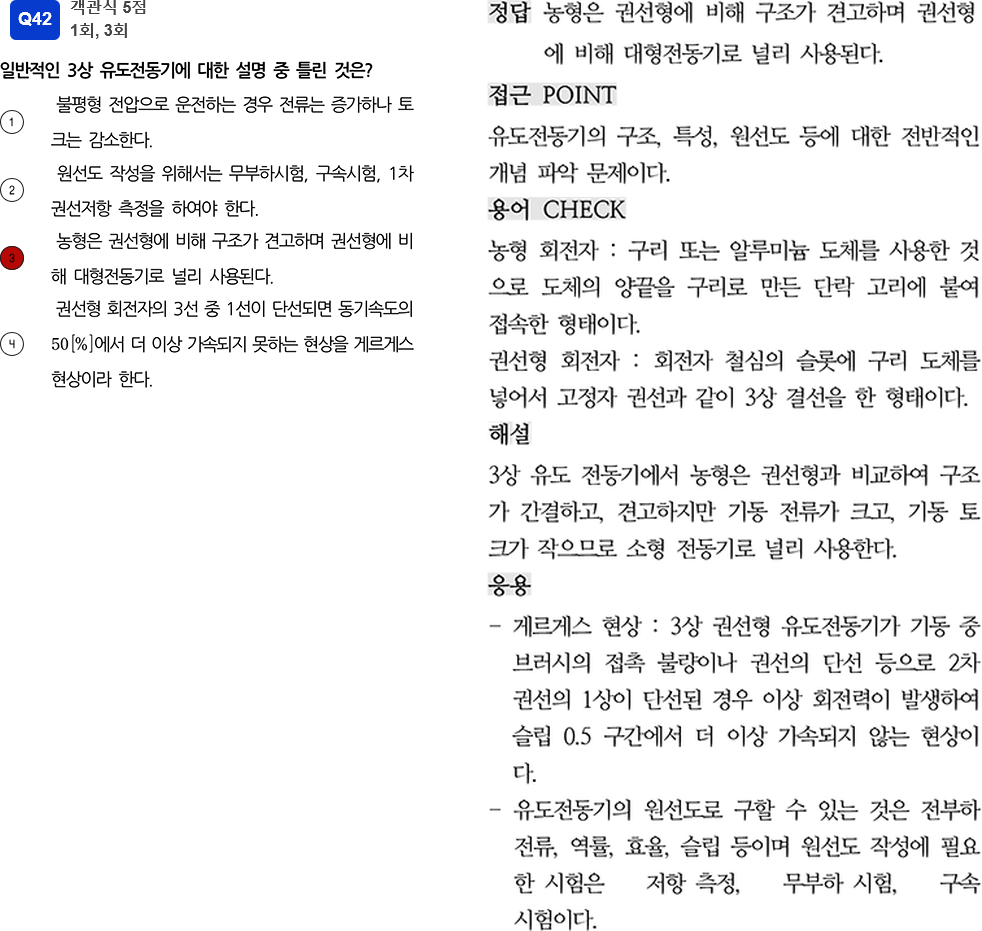 Q42
객관식 5점
1회, 3회
일반적인 3상 유도전동기에 대한 설명 중 틀린 것은?
① 불평형 전압으로 운전하는 경우 전류는 증가하나 토
크는 감소한다.
② 원선도 작성을 위해서는 무부하시험, 구속시험, 1차
권선저항 측정을 하여야 한다.
③ 농형은 권선형에 비해 구조가 견고하며 권선형에 비
해 대형전동기로 널리 사용된다.
권선형 회전자의 3선 중 1선이 단선되면 동기속도의
④ 50[%]에서 더 이상 가속되지 못하는 현상을 게르게스
현상이라 한다.
정답 농형은 권선형에 비해 구조가 견고하며 권선형
에 비해 대형전동기로 널리 사용된다.
접근 POINT
유도전동기의 구조, 특성, 원선도 등에 대한 전반적인
개념 파악 문제이다.
용어 CHECK
농형 회전자 : 구리 또는 알루미늄 도체를 사용한 것
으로 도체의 양끝을 구리로 만든 단락 고리에 붙여
접속한 형태이다.
권선형 회전자 : 회전자 철심의 슬롯에 구리 도체를
넣어서 고정자 권선과 같이 3상 결선을 한 형태이다.
해설
3상 유도 전동기에서 농형은 권선형과 비교하여 구조
가 간결하고, 견고하지만 기동 전류가 크고, 기동 토
크가 작으므로 소형 전동기로 널리 사용한다.
응용
- 게르게스 현상 : 3상 권선형 유도전동기가 기동 중
브러시의 접촉 불량이나 권선의 단선 등으로 2차
권선의 1상이 단선된 경우 이상 회전력이 발생하여
슬립 0.5 구간에서 더 이상 가속되지 않는 현상이
다.
- 유도전동기의 원선도로 구할 수 있는 것은 전부하
전류, 역률, 효율, 슬립 등이며 원선도 작성에 필요
한 시험은 저항 측정, 무부하 시험, 구속
시험이다.